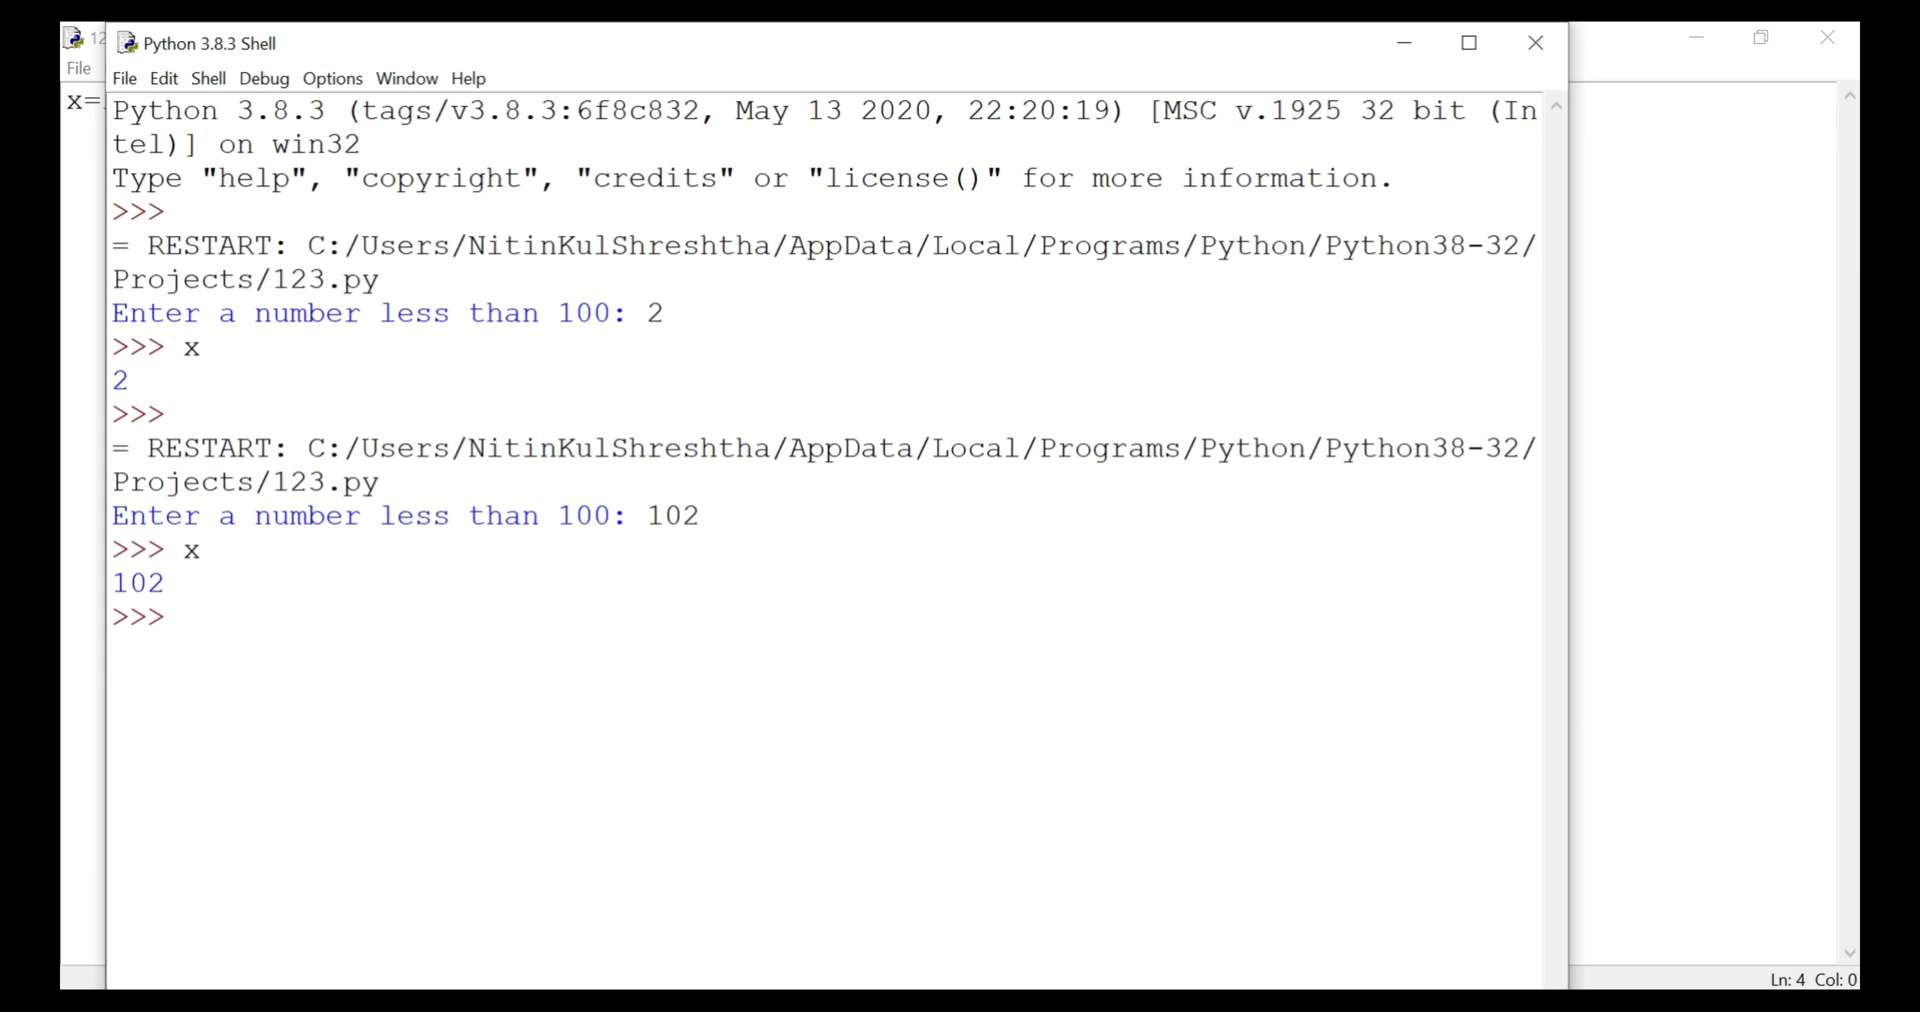 12
Python 3.8.3 Shell
File
File Edit Shell Debug Options Window Help
x=
Python 3.8.3 (tags/v3.8.3:6f8c832, May 13 2020, 22:20:19) [MSC v.1925 32 bit (In
tel)] on win32
Type "help", "copyright", "credits" or "license()" for more information.
>>>
= RESTART: C:/Users/NitinKulShreshtha/AppData/Local/Programs/Python/Python38-32/
Projects/123.py
Enter a number less than 100: 2
>>> x
2
>>>
= RESTART: C:/Users/NitinKulShreshtha/AppData/Local/Programs/Python/Python38-32/
Projects/123.py
Enter a number less than 100: 102
>>> x
102
>>>
Ln: 4 Col: 0